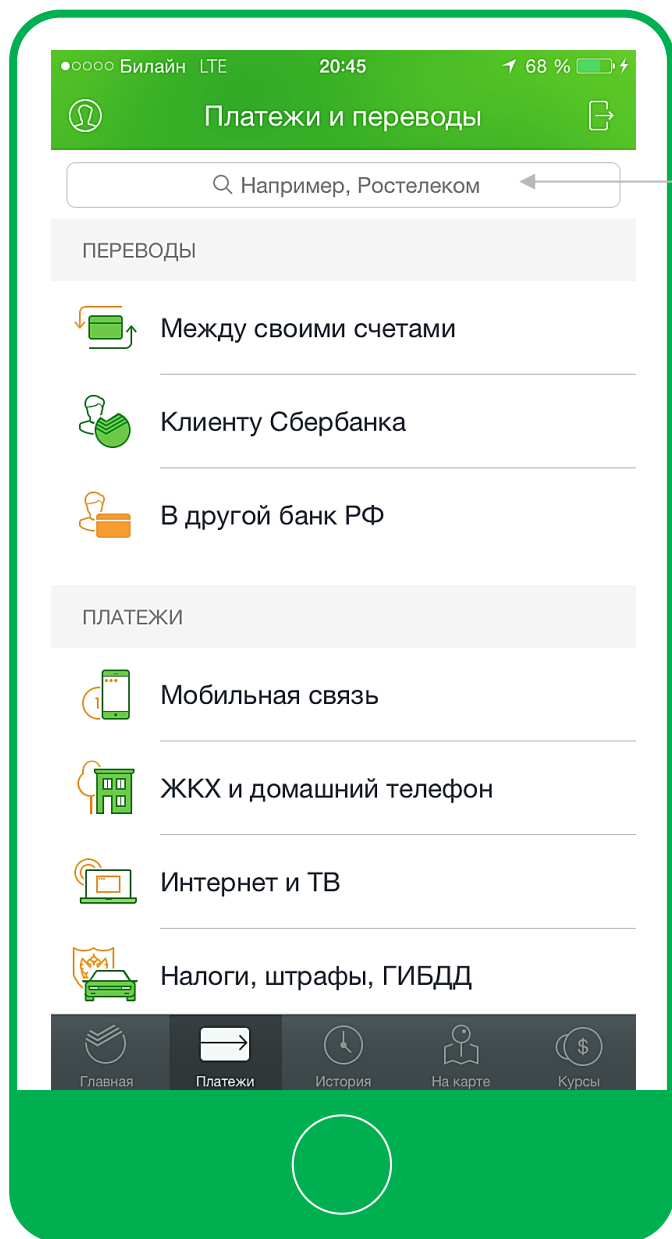 Билайн LTE 20:45 68 %
Платежи и переводы
Например, Ростелеком
ПЕРЕВОДЫ
Между своими счетами
Клиенту Сбербанка
В другой банк РФ
ПЛАТЕЖИ
1
Мобильная связь
ЖКХ и домашний телефон
Интернет и ТВ
Налоги, штрафы, ГИБДД
$
Главная Платежи История На карте Курсы